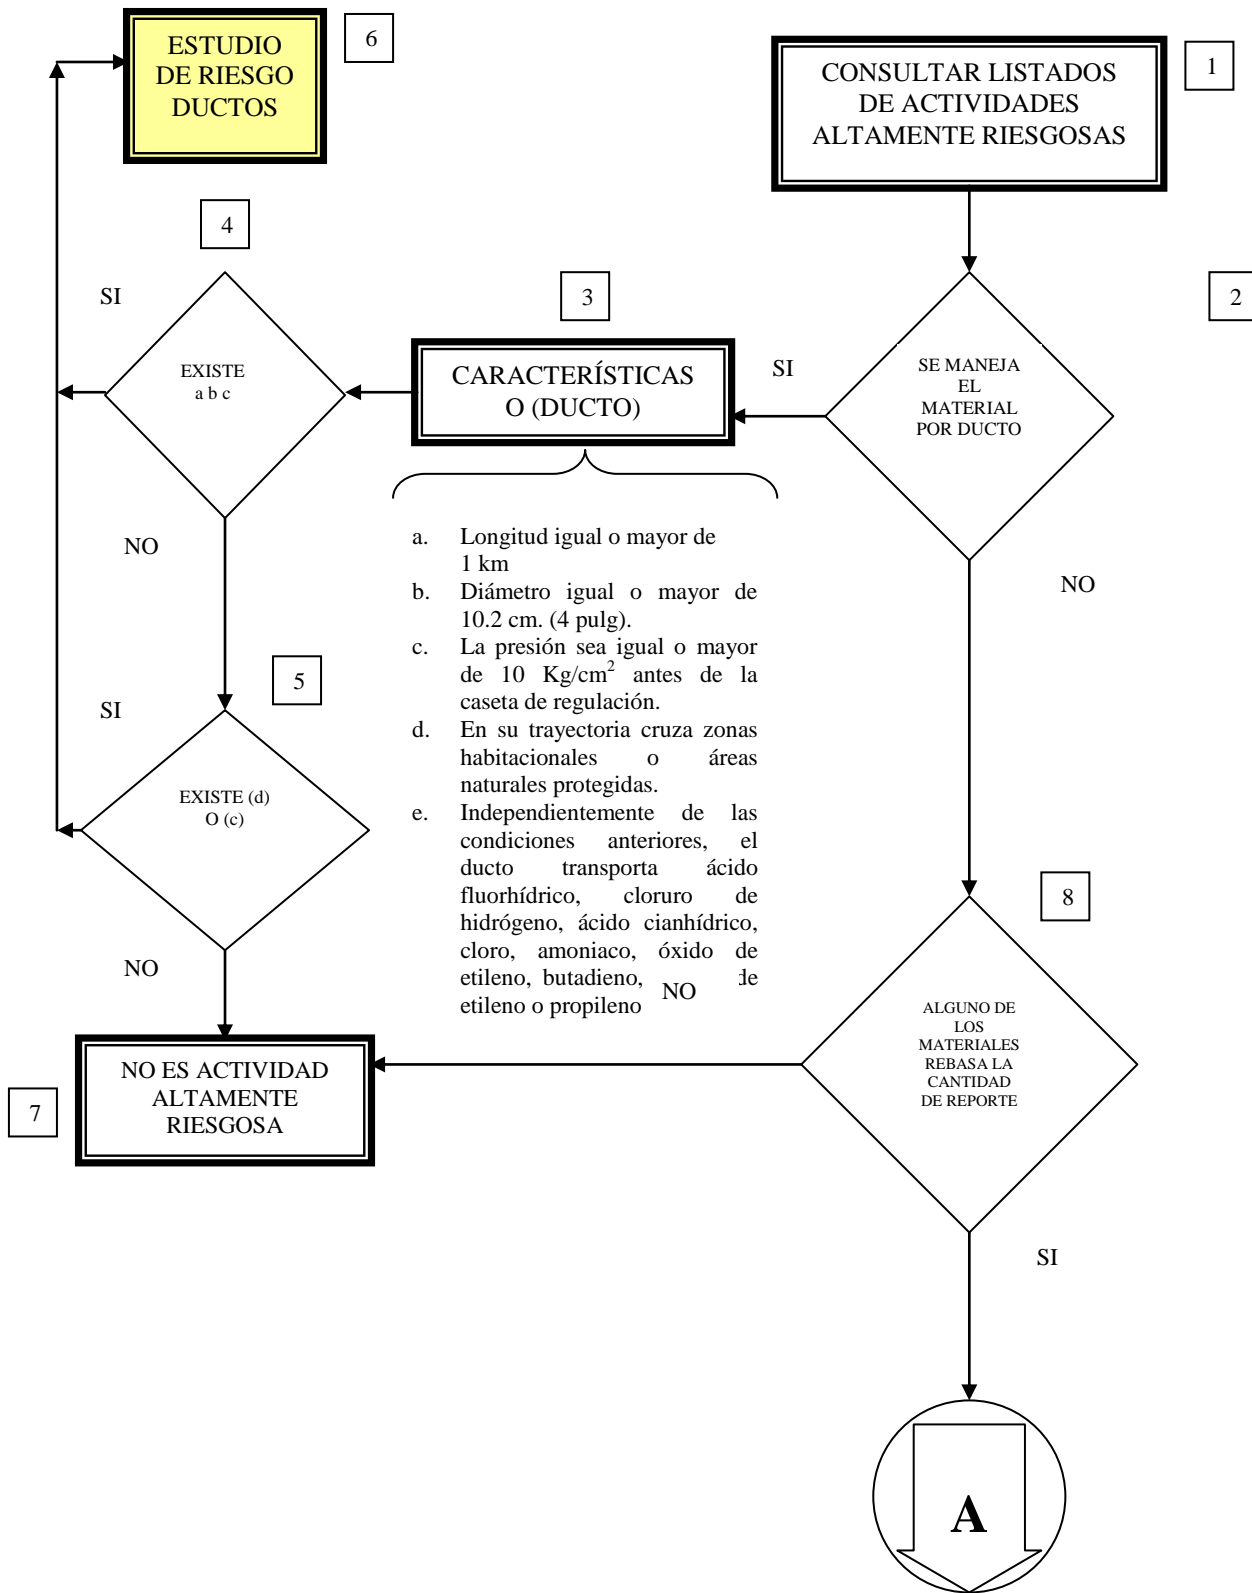 ESTUDIO
DE RIESGO
DUCTOS
6
CONSULTAR LISTADOS
DE ACTIVIDADES
ALTAMENTE RIESGOSAS
1
4
SI
3
2
EXISTE
a b c
CARACTERÍSTICAS
O (DUCTO)
SI
SE MANEJA
EL
MATERIAL
POR DUCTO
NO
NO
a. Longitud igual o mayor de
1 km
b. Diámetro igual o mayor de
10.2 cm. (4 pulg).
c. La presión sea igual o mayor
de 10 Kg/cm² antes de la
caseta de regulación.
d. En su trayectoria cruza zonas
habitacionales o áreas
naturales protegidas.
e. Independientemente de las
condiciones anteriores, el
ducto transporta ácido
fluorhídrico, cloruro de
hidrógeno, ácido cianhídrico,
cloro, amoniaco, óxido de
etileno, butadieno, de
etileno o propileno
NO
5
SI
EXISTE (d)
O (c)
NO
8
ALGUNO DE
LOS
MATERIALES
REBASA LA
CANTIDAD
DE REPORTE
7
NO ES ACTIVIDAD
ALTAMENTE
RIESGOSA
SI
A